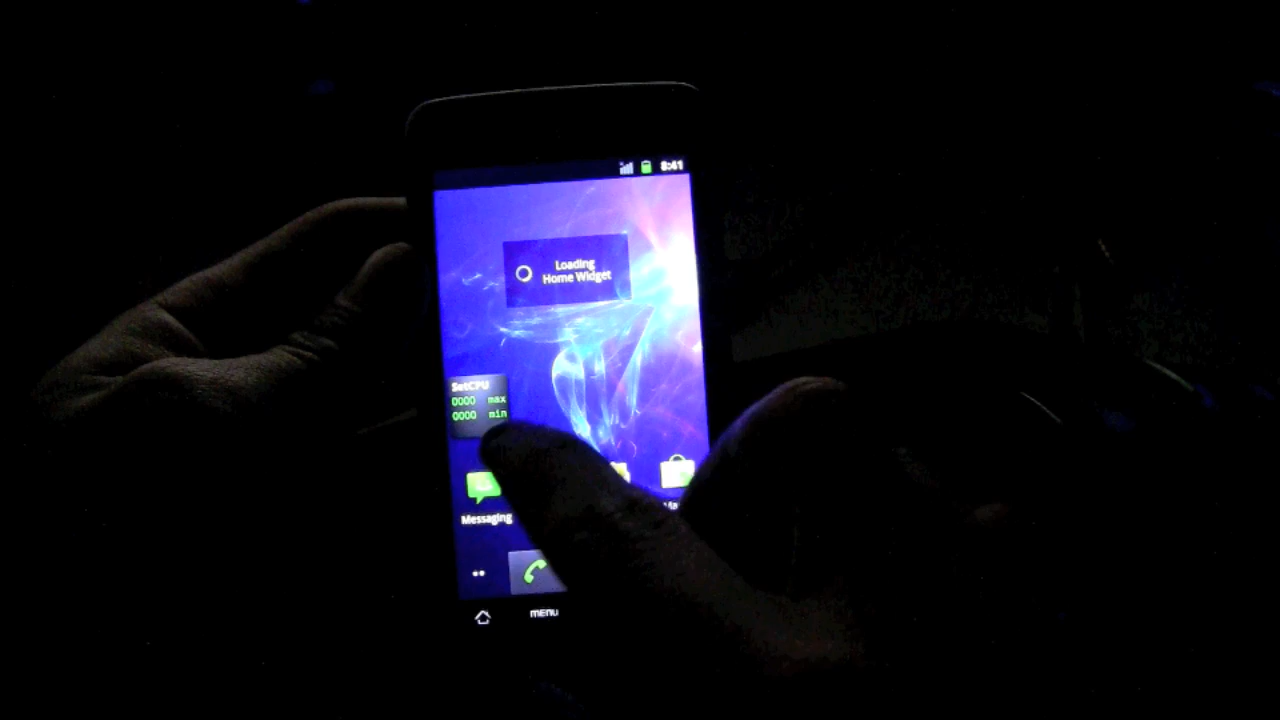 8:41
Loading
Home Widget
SetCPU
0000 max
0000 min
Messaging
menu